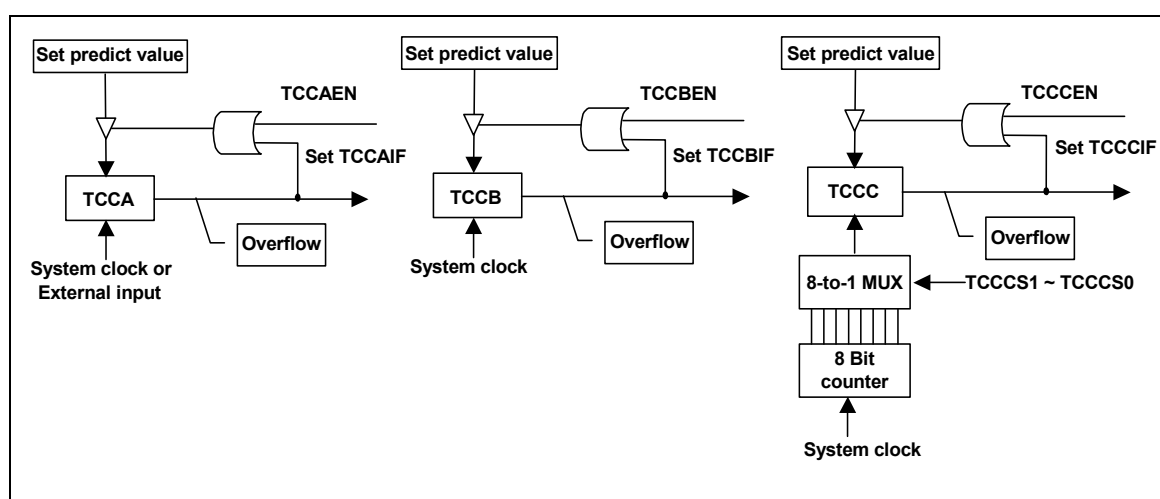 Set predict value
TCCAEN
Set TCCAIF
TCCA
Overflow
System clock or
External input
Set predict value
TCCBEN
Set TCCBIF
TCCB
Overflow
System clock
Set predict value
TCCCEN
Set TCCCIF
TCCC
Overflow
8-to-1 MUX
TCCCS1 ~ TCCCS0
8 Bit
counter
System clock